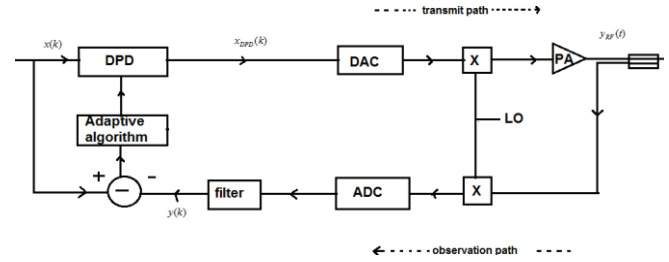 transmit path
x(k)
DPD
x_DPD(k)
DAC
X
PA
y_RF(t)
LO
Adaptive
algorithm
+
−
-
y(k)
filter
ADC
X
observation path